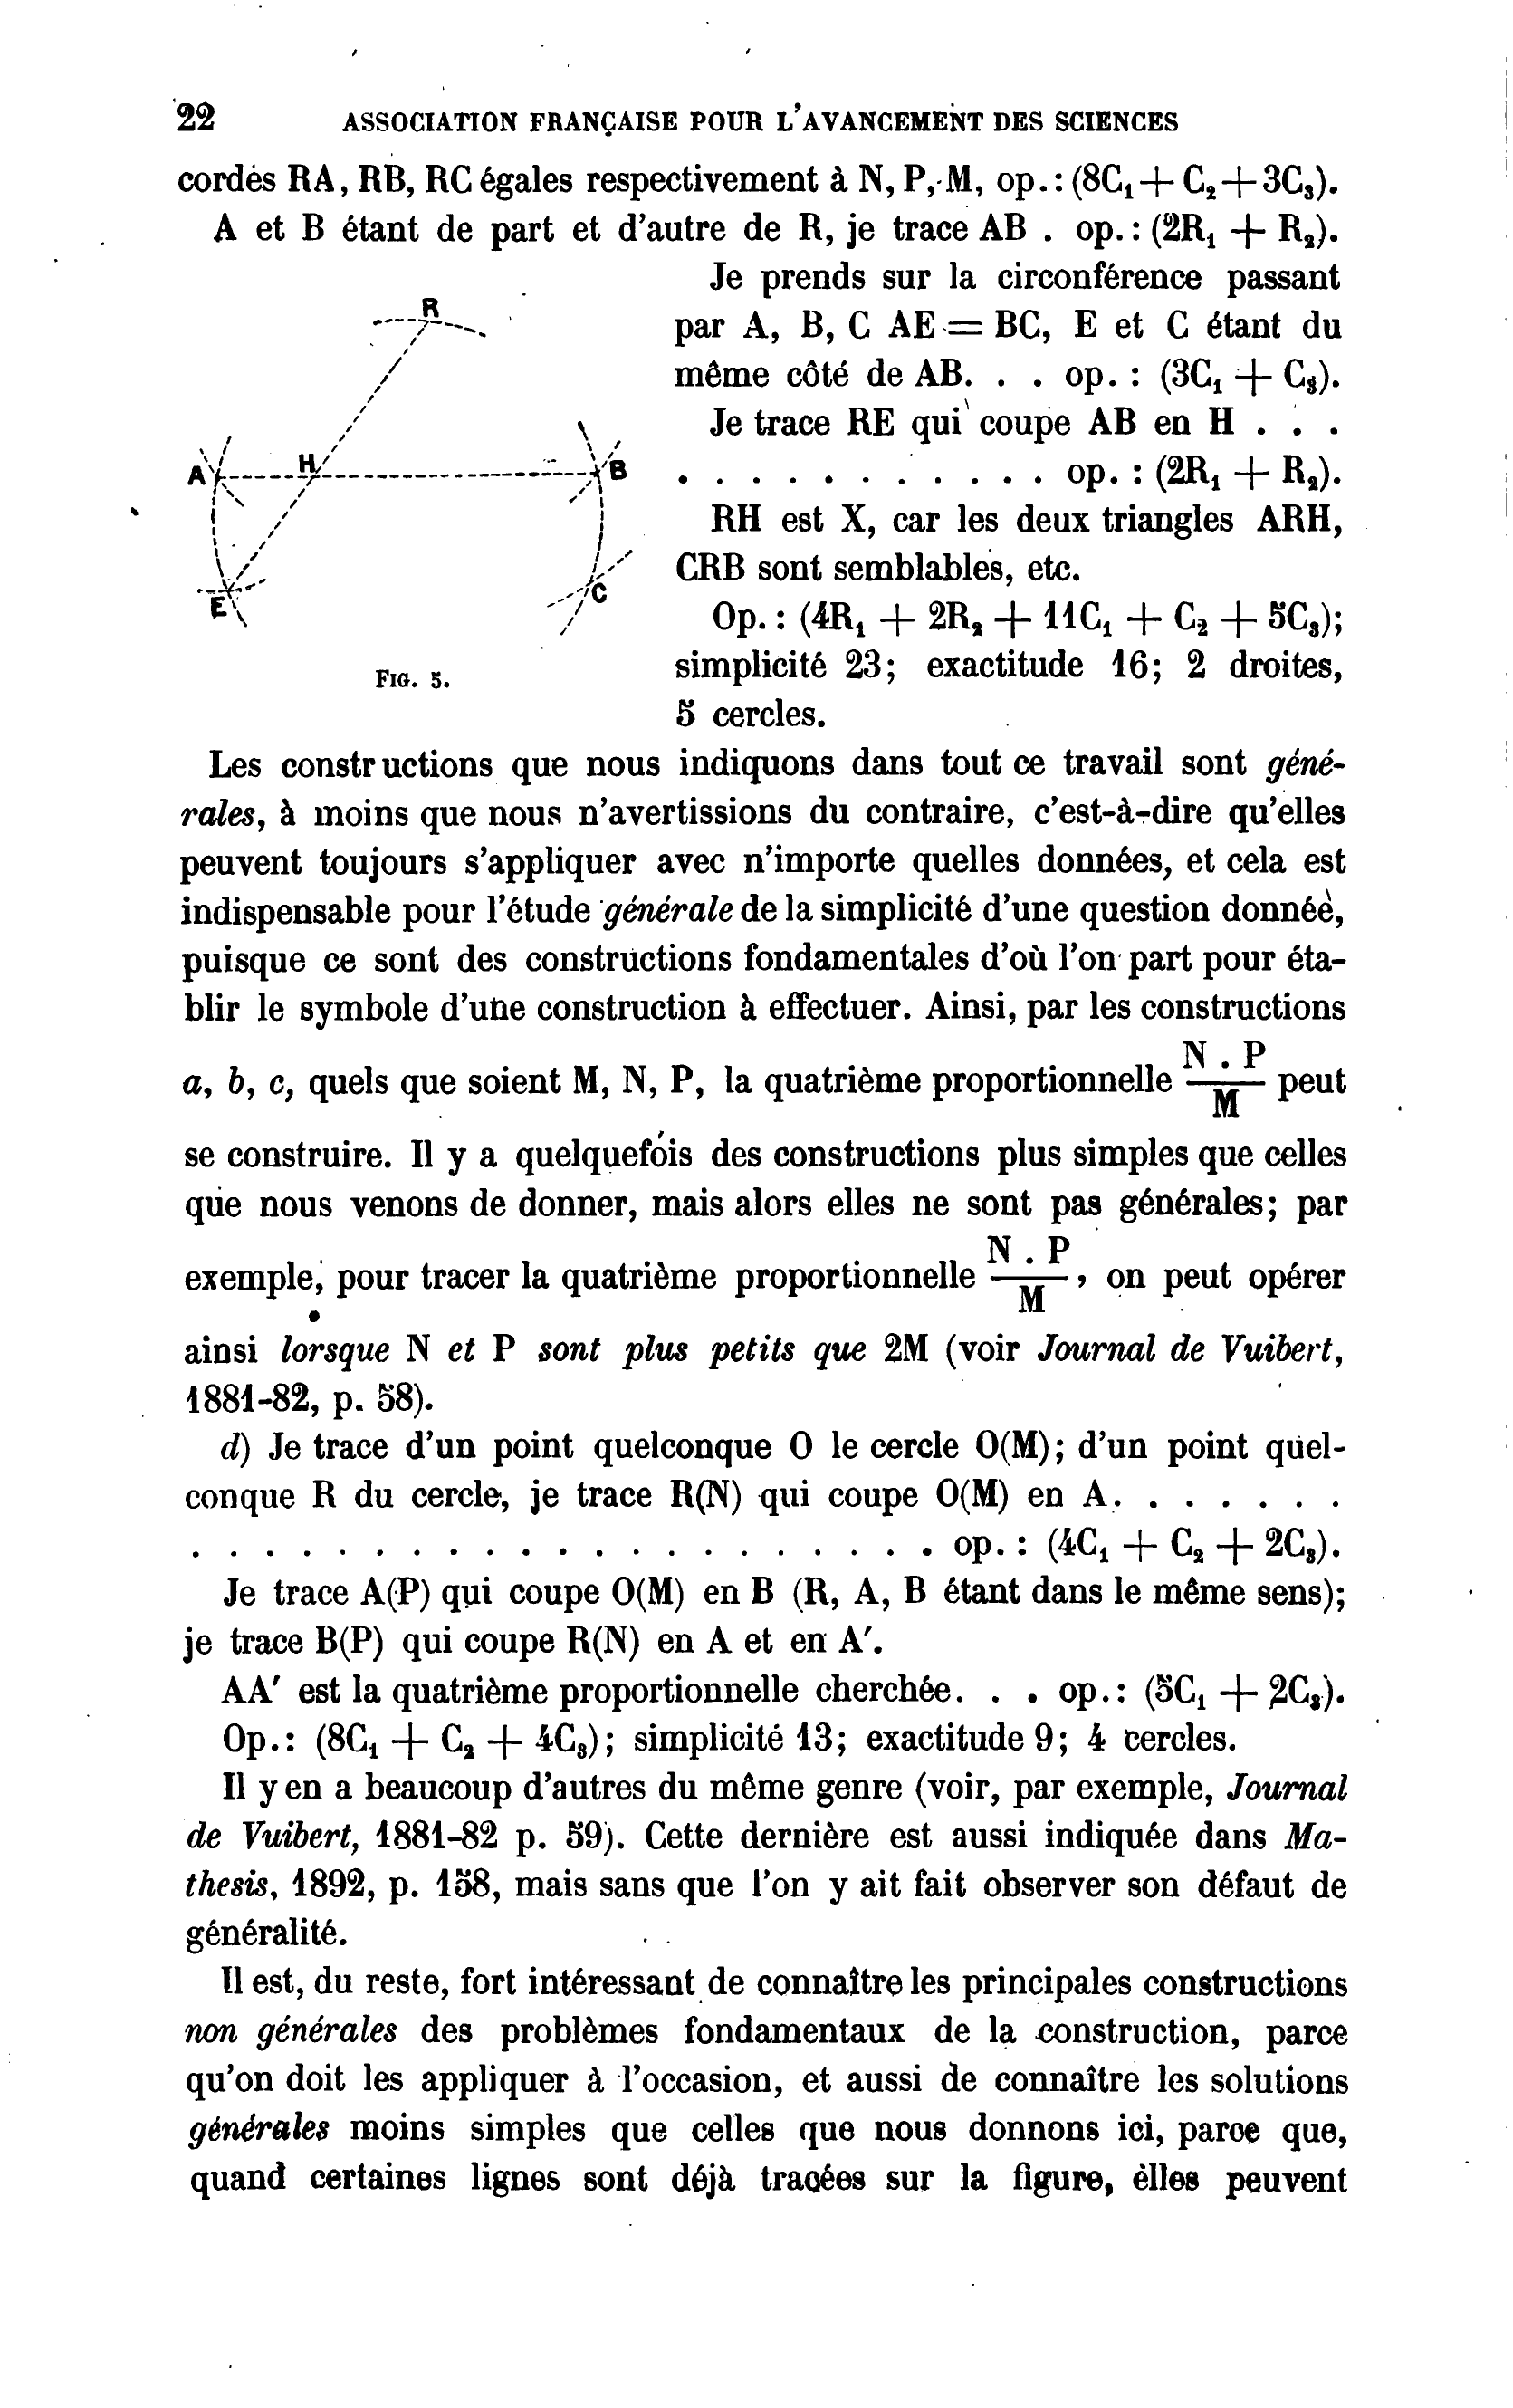 22 ASSOCIATION FRANÇAISE POUR L'AVANCEMENT DES SCIENCES
cordes RA, RB, RC égales respectivement à N, P, M, op.: (8C₁ + C₂ + 3C₃).
A et B étant de part et d'autre de R, je trace AB . op.: (2R₁ + R₂).
Je prends sur la circonférence passant
par A, B, C AE = BC, E et C étant du
même côté de AB. . . op. : (3C₁ + C₃).
Je trace RE qui coupe AB en H . . .
. . . . . . . . . . . op. : (2R₁ + R₂).
RH est X, car les deux triangles ARH,
CRB sont semblables, etc.
Op. : (4R₁ + 2R₂ + 11C₁ + C₂ + 5C₃);
simplicité 23; exactitude 16; 2 droites,
5 cercles.
R
A
H
B
E
C
FIG. 5.
Les constructions que nous indiquons dans tout ce travail sont géné-
rales, à moins que nous n'avertissions du contraire, c'est-à-dire qu'elles
peuvent toujours s'appliquer avec n'importe quelles données, et cela est
indispensable pour l'étude générale de la simplicité d'une question donnée,
puisque ce sont des constructions fondamentales d'où l'on part pour éta-
blir le symbole d'une construction à effectuer. Ainsi, par les constructions
a, b, c, quels que soient M, N, P, la quatrième proportionnelle N . P / M peut
se construire. Il y a quelquefois des constructions plus simples que celles
que nous venons de donner, mais alors elles ne sont pas générales; par
exemple, pour tracer la quatrième proportionnelle N . P / M, on peut opérer
ainsi lorsque N et P sont plus petits que 2M (voir Journal de Vuibert,
1881-82, p. 58).
d) Je trace d'un point quelconque O le cercle O(M); d'un point quel-
conque R du cercle, je trace R(N) qui coupe O(M) en A. . . . . . .
. . . . . . . . . . . . . . . . . . . . . op. : (4C₁ + C₂ + 2C₃).
Je trace A(P) qui coupe O(M) en B (R, A, B étant dans le même sens);
je trace B(P) qui coupe R(N) en A et en A′.
AA′ est la quatrième proportionnelle cherchée. . . op.: (5C₁ + 2C₃).
Op.: (8C₁ + C₂ + 4C₃); simplicité 13; exactitude 9; 4 cercles.
Il y en a beaucoup d'autres du même genre (voir, par exemple, Journal
de Vuibert, 1881-82 p. 59). Cette dernière est aussi indiquée dans Ma-
thesis, 1892, p. 158, mais sans que l'on y ait fait observer son défaut de
généralité.
Il est, du reste, fort intéressant de connaître les principales constructions
non générales des problèmes fondamentaux de la construction, parce
qu'on doit les appliquer à l'occasion, et aussi de connaître les solutions
générales moins simples que celles que nous donnons ici, parce que,
quand certaines lignes sont déjà tracées sur la figure, elles peuvent